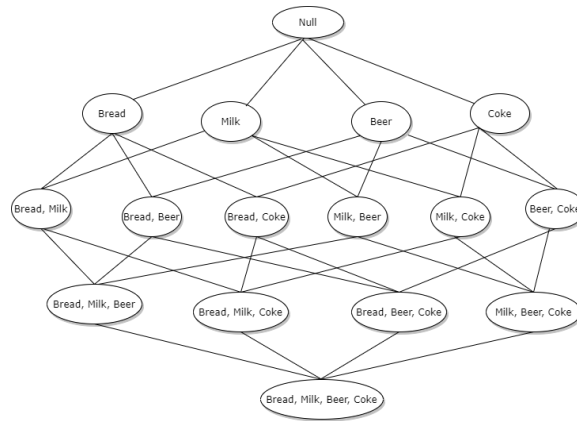 Null
Bread
Milk
Beer
Coke
Bread, Milk
Bread, Beer
Bread, Coke
Milk, Beer
Milk, Coke
Beer, Coke
Bread, Milk, Beer
Bread, Milk, Coke
Bread, Beer, Coke
Milk, Beer, Coke
Bread, Milk, Beer, Coke